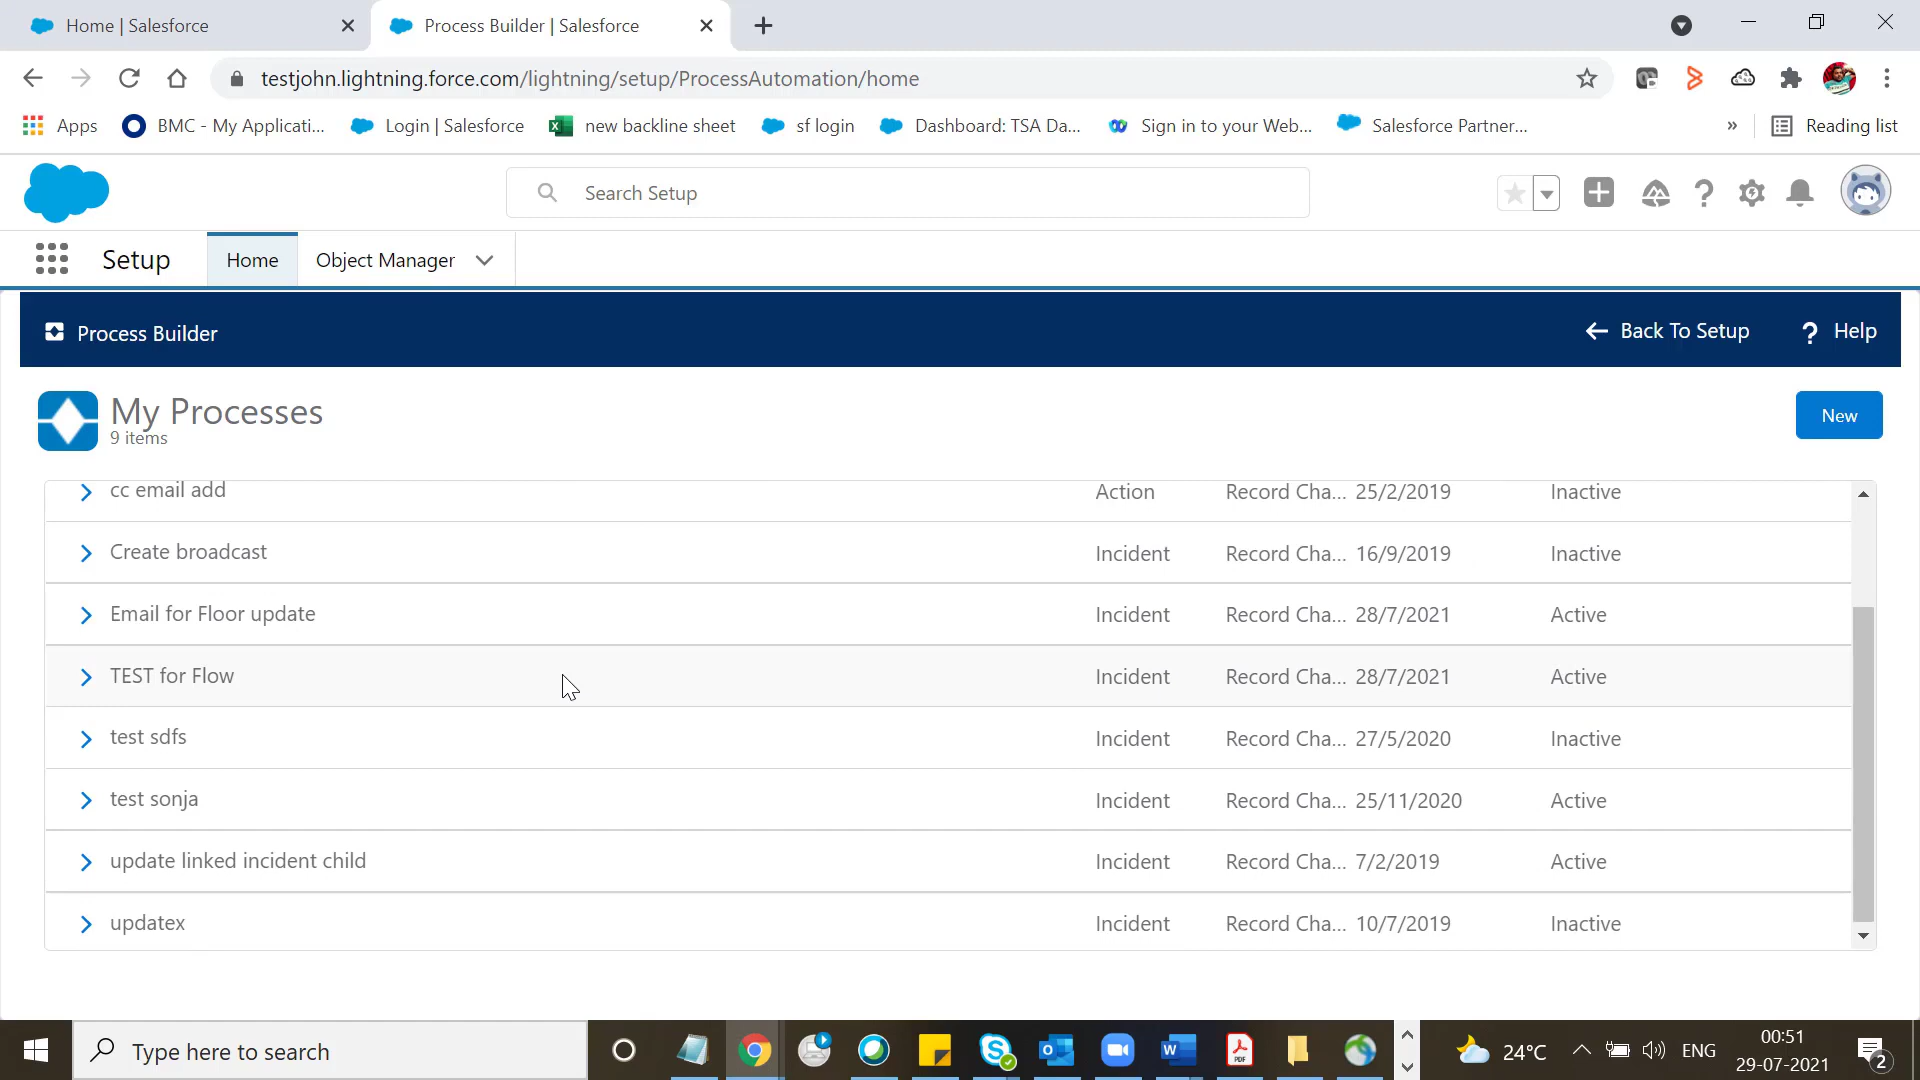 Home | Salesforce
Process Builder | Salesforce
testjohn.lightning.force.com/lightning/setup/ProcessAutomation/home
Apps
BMC - My Applicati...
Login | Salesforce
new backline sheet
sf login
Dashboard: TSA Da...
Sign in to your Web...
Salesforce Partner...
»
Reading list
Search Setup
Setup
Home
Object Manager
Process Builder
Back To Setup
? Help
My Processes
9 items
New
cc email add Action Record Cha... 25/2/2019 Inactive
Create broadcast Incident Record Cha... 16/9/2019 Inactive
Email for Floor update Incident Record Cha... 28/7/2021 Active
TEST for Flow Incident Record Cha... 28/7/2021 Active
test sdfs Incident Record Cha... 27/5/2020 Inactive
test sonja Incident Record Cha... 25/11/2020 Active
update linked incident child Incident Record Cha... 7/2/2019 Active
updatex Incident Record Cha... 10/7/2019 Inactive
Type here to search
24°C
ENG
00:51
29-07-2021
2